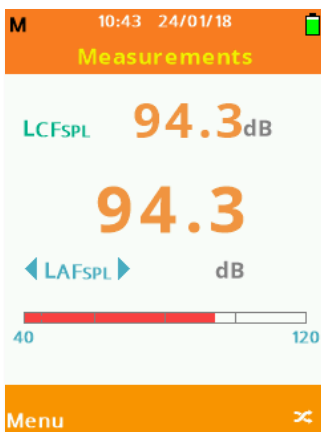 M 10:43 24/01/18
Measurements
LCFSPL 94.3dB
94.3
LAFSPL dB
40 120
Menu